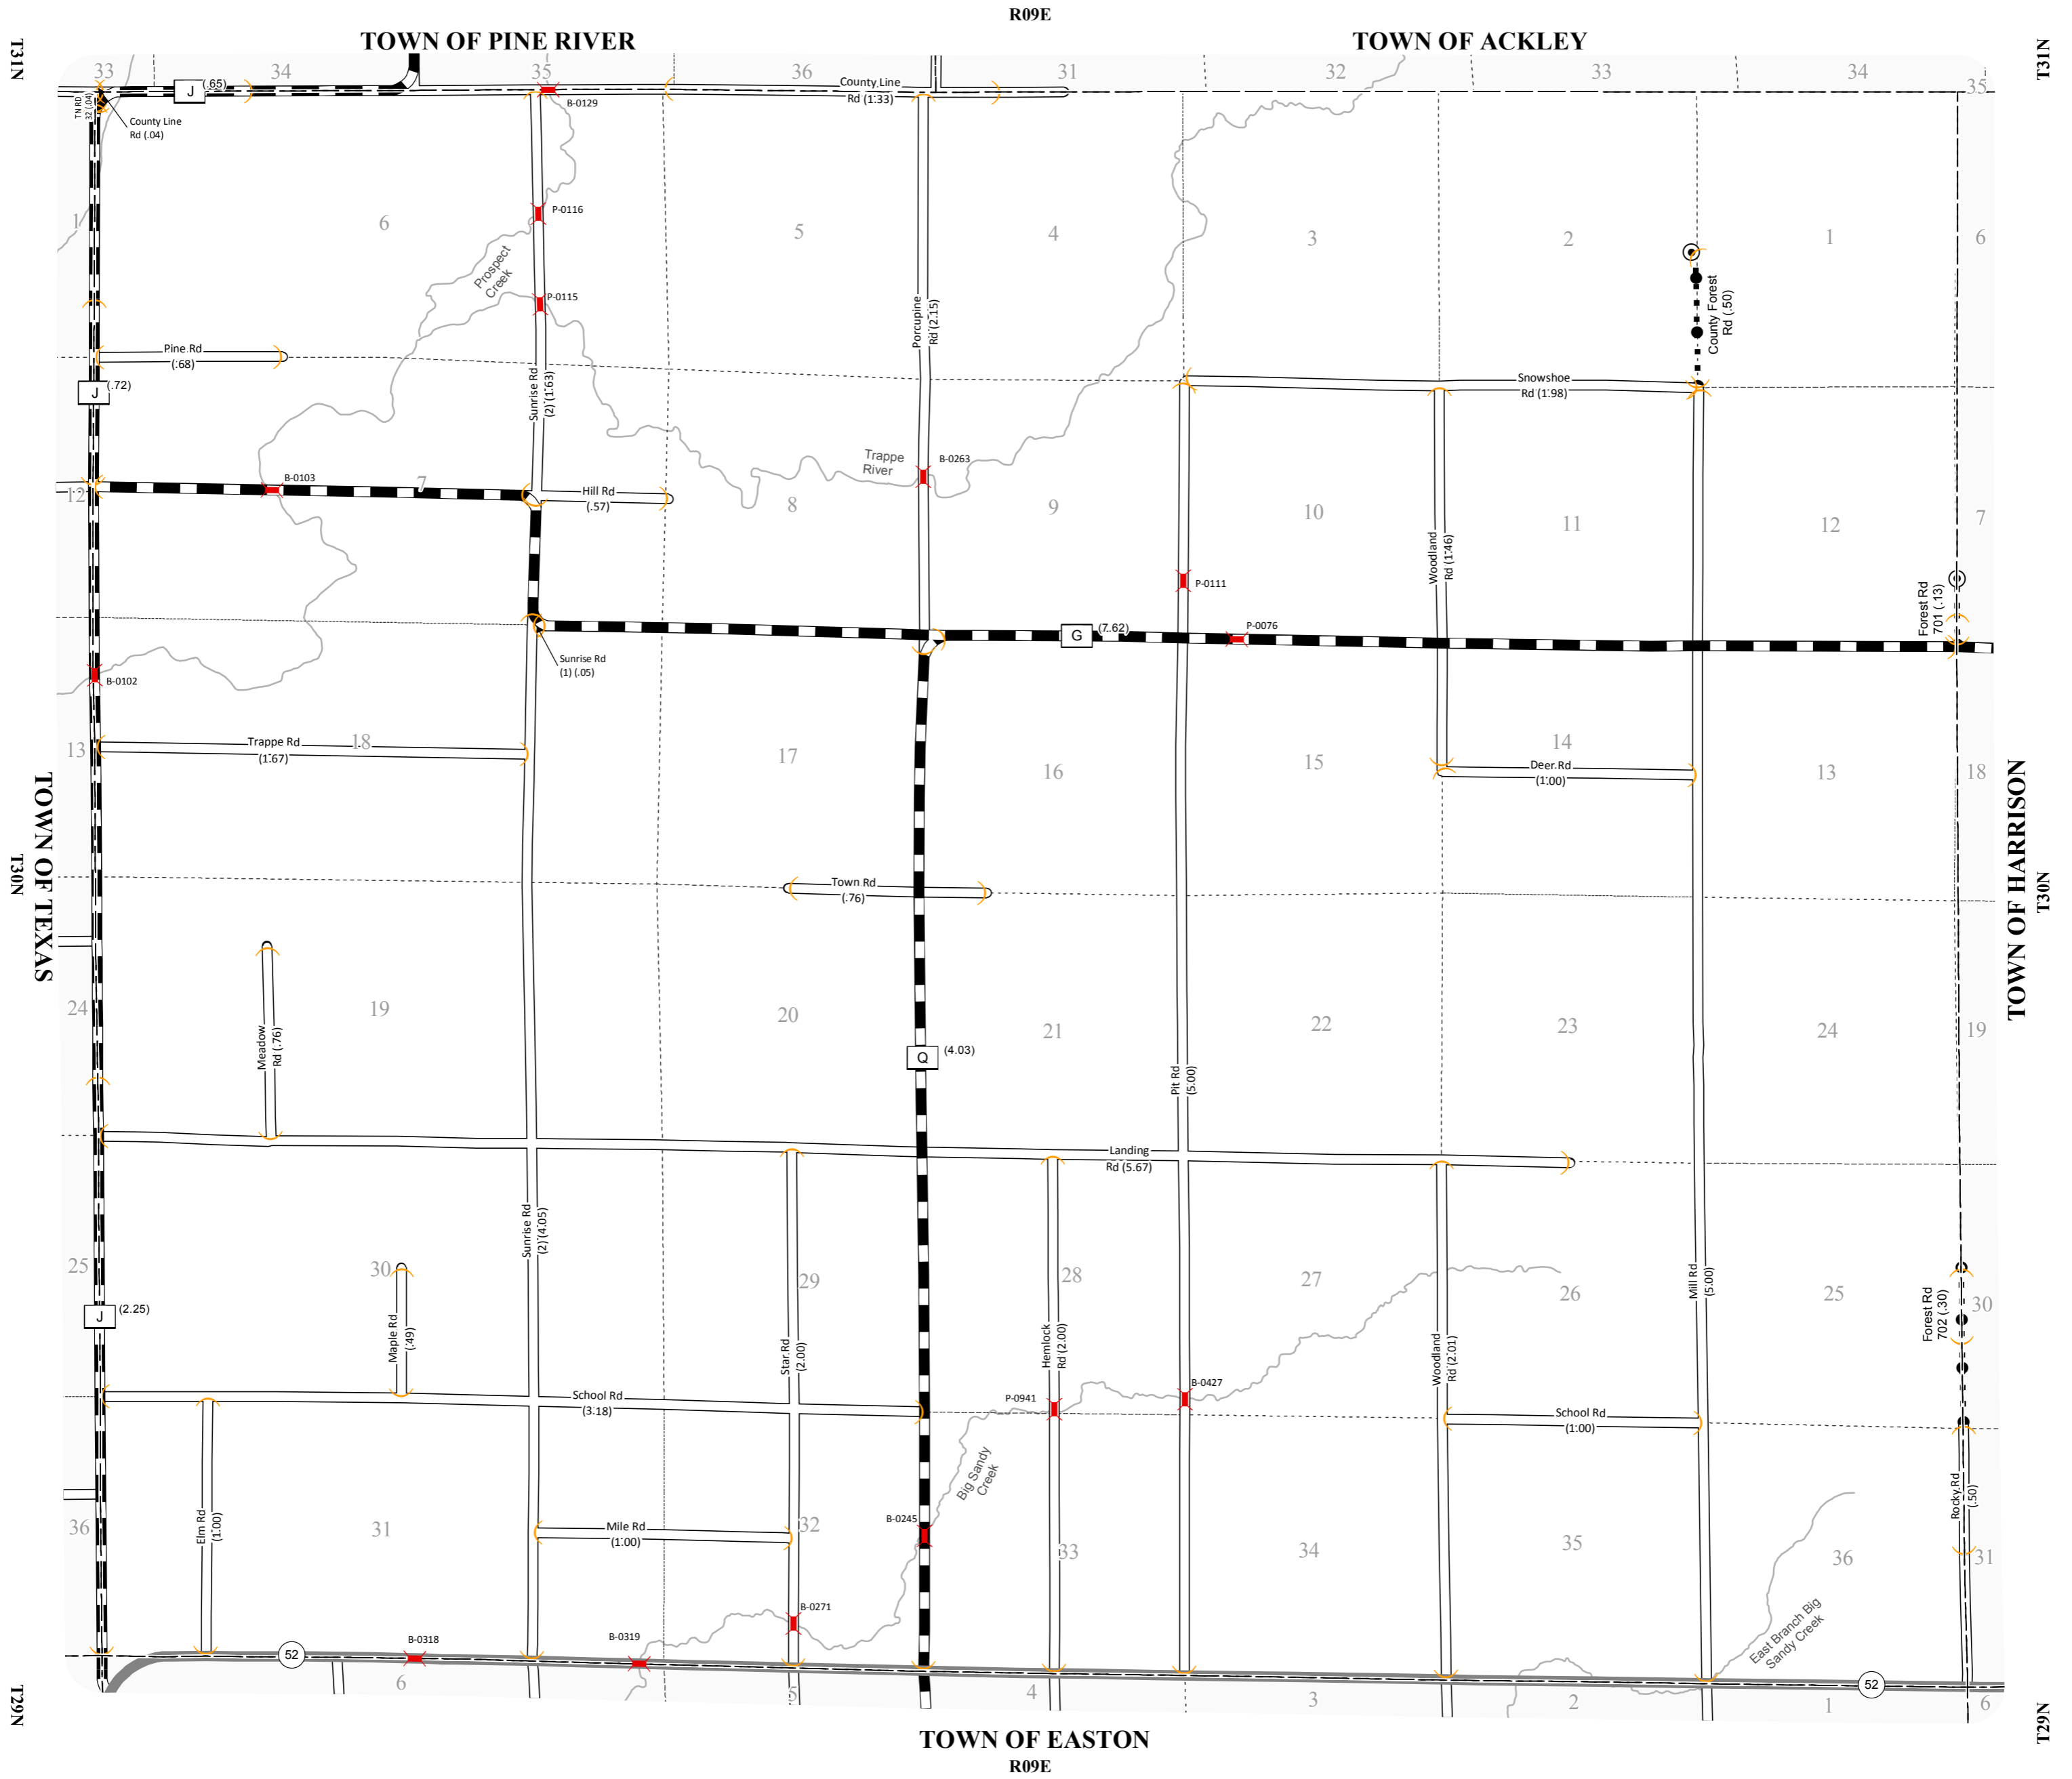 R09E
TOWN OF PINE RIVER
TOWN OF ACKLEY
T31N
T31N
33
34
35
36
31
32
33
34
35
J
(.65)
County Line
Rd (1.33)
B-0129
TN RD
32 (.04)
County Line
Rd (.04)
P-0116
1
6
5
4
3
2
1
6
Prospect
Creek
P-0115
County Forest
Rd (.50)
Porcupine
Rd (2.15)
Pine Rd
(.68)
J
(.72)
Sunrise Rd
(2) (1.63)
Snowshoe
Rd (1.98)
Trappe
River
B-0263
B-0103
12
7
Hill Rd
(.57)
8
9
10
11
12
7
Woodland
Rd (1.46)
P-0111
Forest Rd
701 (.13)
G
(7.62)
P-0076
Sunrise Rd
(1) (.05)
B-0102
13
Trappe Rd
(1.67)
18
17
16
15
14
Deer Rd
(1.00)
13
18
TOWN OF TEXAS
TOWN OF HARRISON
T30N
T30N
Town Rd
(.76)
24
19
20
21
22
23
24
19
Meadow
Rd (.76)
Q
(4.03)
Pit Rd
(5.00)
Landing
Rd (5.67)
Sunrise Rd
(2) (4.05)
25
30
29
28
27
26
25
30
Mill Rd
(5.00)
J
(2.25)
Maple Rd
(.49)
Star Rd
(2.00)
Hemlock
Rd (2.00)
Woodland
Rd (2.01)
Forest Rd
702 (.30)
School Rd
(3.18)
P-0941
B-0427
School Rd
(1.00)
Big Sandy
Creek
Rocky Rd
(.50)
36
Elm Rd
(1.00)
31
Mile Rd
(1.00)
32
B-0245
33
34
35
36
31
B-0271
East Branch Big
Sandy Creek
52
B-0318
B-0319
52
6
5
4
3
2
1
6
T29N
T29N
TOWN OF EASTON
R09E